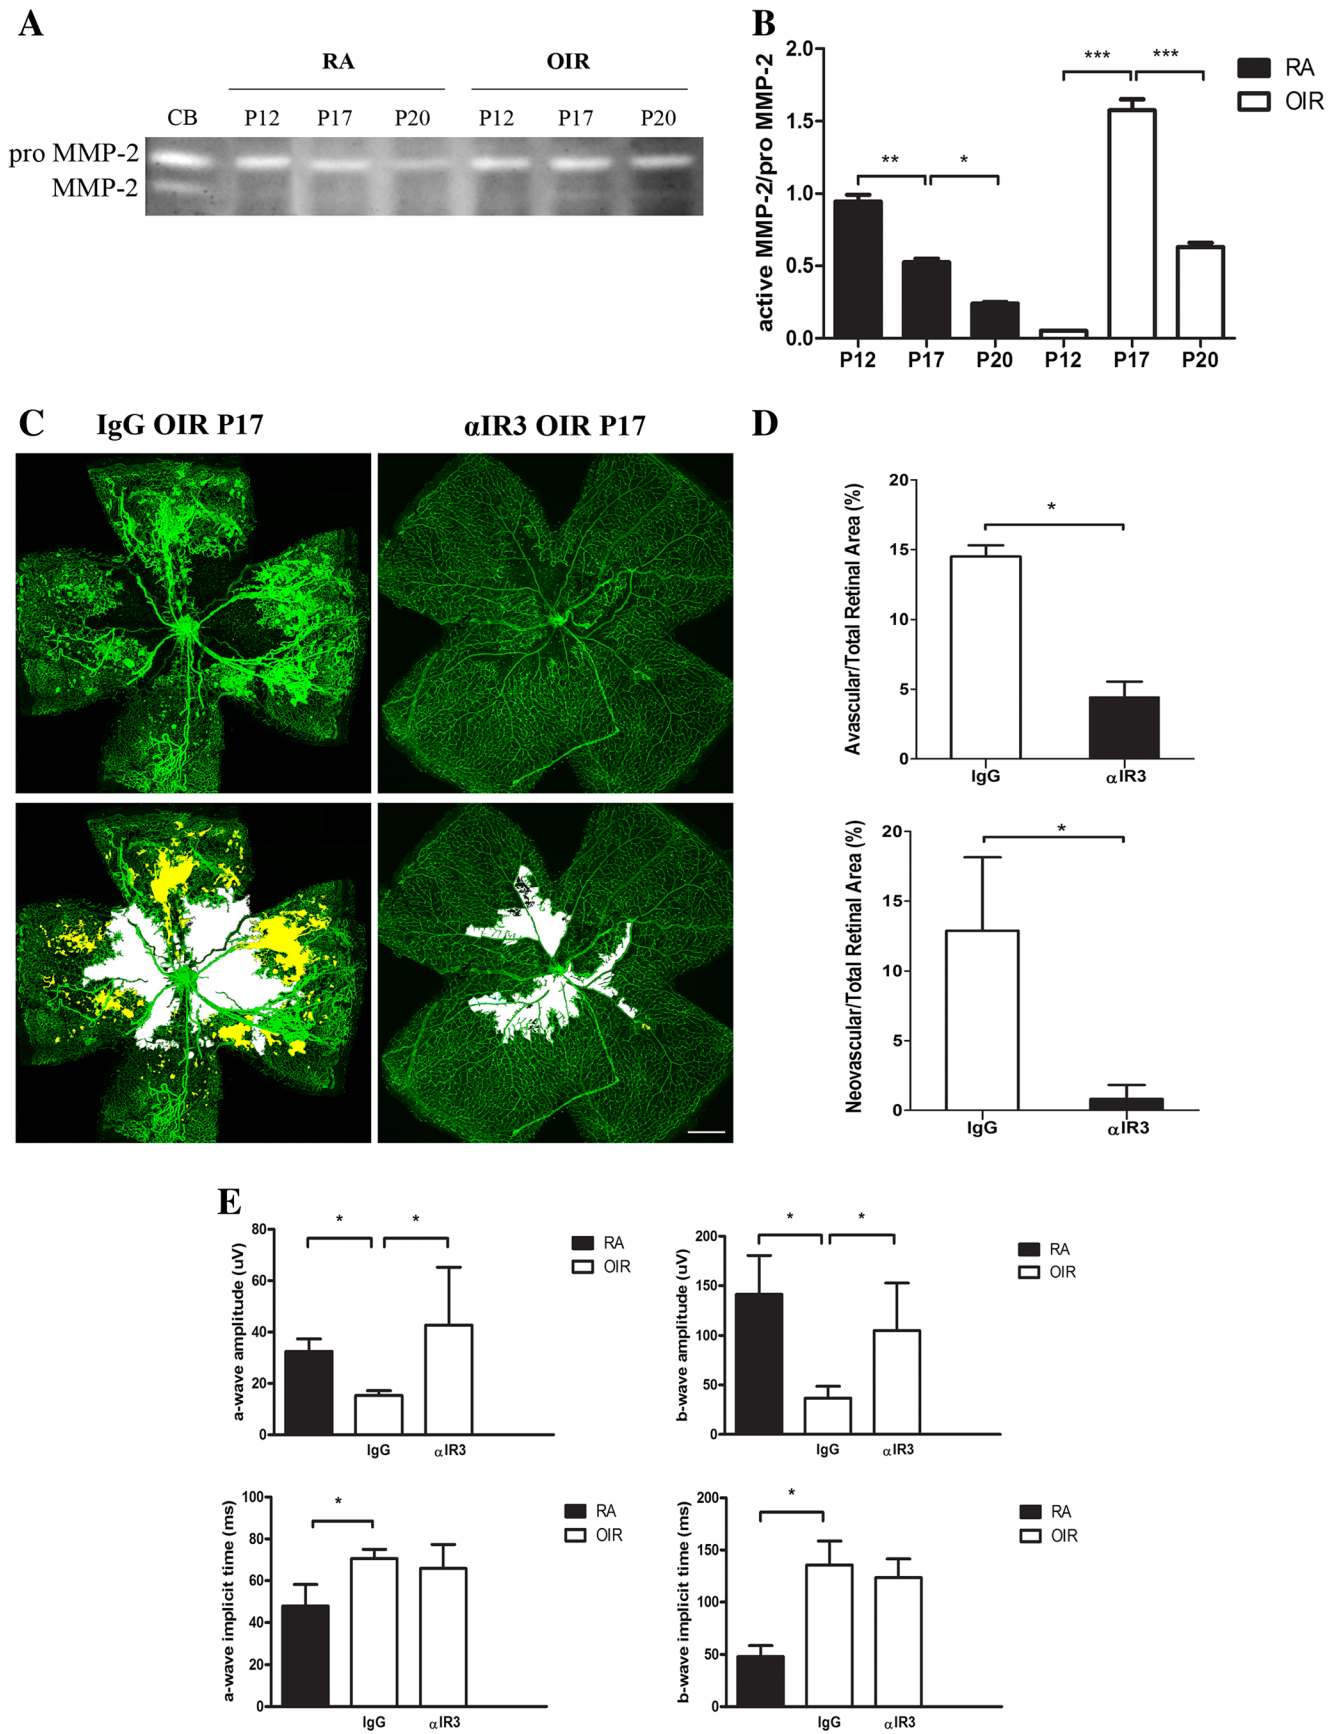 A
RA OIR
CB P12 P17 P20 P12 P17 P20
pro MMP-2
MMP-2
B
active MMP-2/pro MMP-2
2.0
1.5
1.0
0.5
0.0
** * *** ***
RA
OIR
P12 P17 P20 P12 P17 P20
C
IgG OIR P17 αIR3 OIR P17
D
Avascular/Total Retinal Area (%)
20
15
10
5
0
*
IgG αIR3
Neovascular/Total Retinal Area (%)
20
15
10
5
0
*
IgG αIR3
E
a-wave amplitude (uV)
80
60
40
20
0
* *
RA
OIR
IgG αIR3
b-wave amplitude (uV)
200
150
100
50
0
* *
RA
OIR
IgG αIR3
a-wave implicit time (ms)
100
80
60
40
20
0
*
RA
OIR
IgG αIR3
b-wave implicit time (ms)
200
150
100
50
0
*
RA
OIR
IgG αIR3